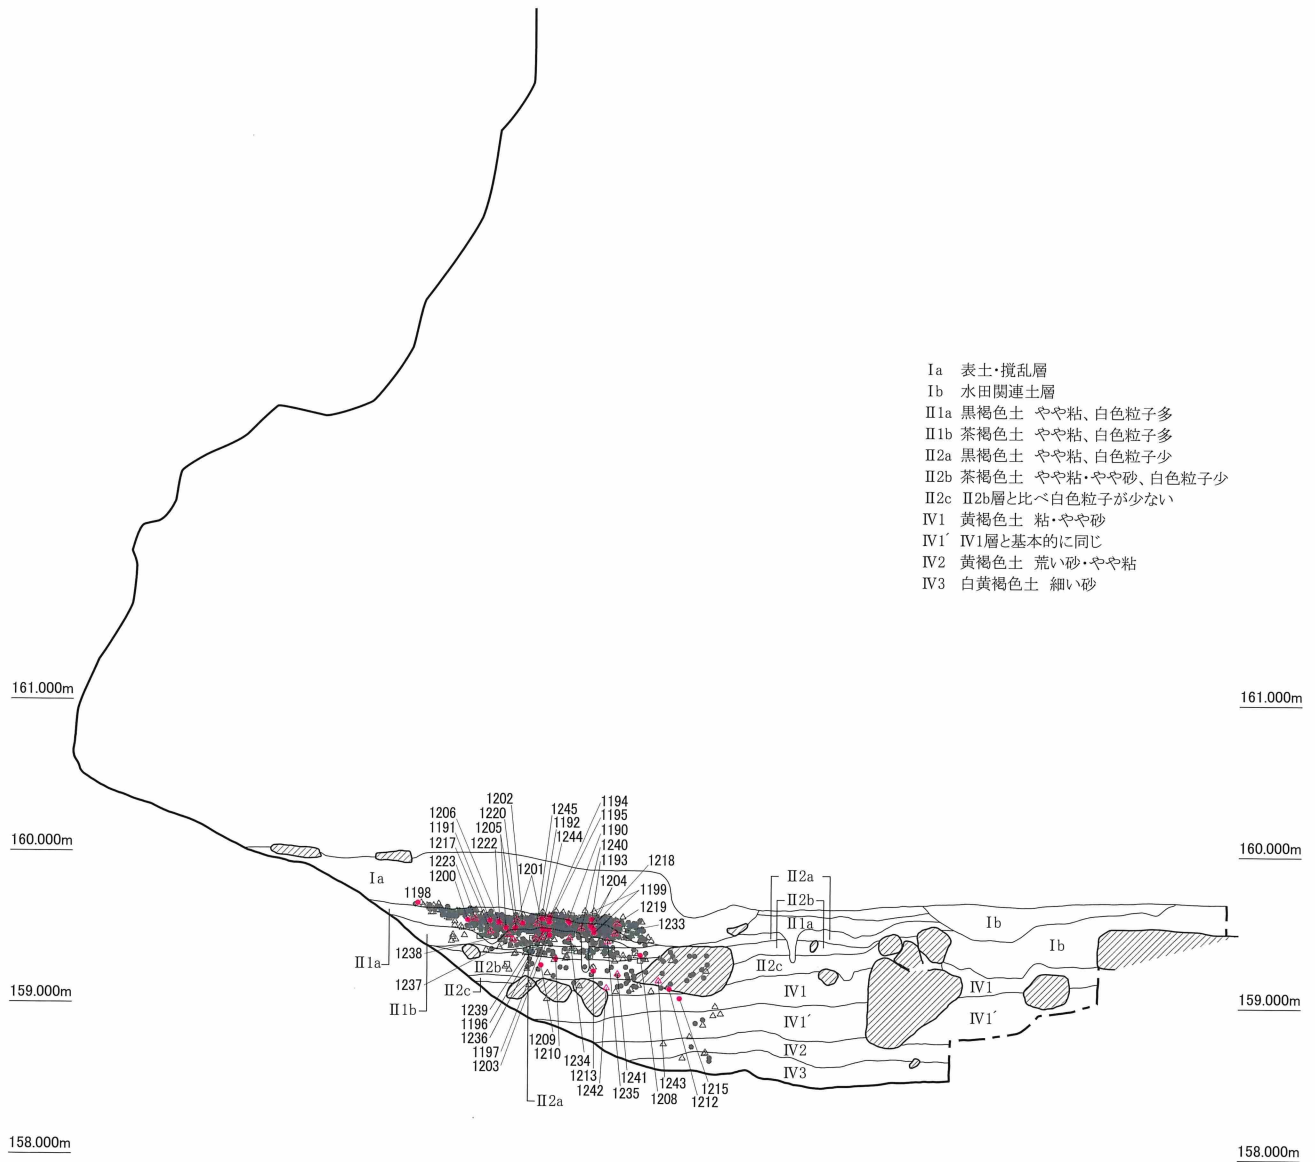 Ⅰa 表土・撹乱層
Ⅰb 水田関連土層
Ⅱ1a 黒褐色土 やや粘、白色粒子多
Ⅱ1b 茶褐色土 やや粘、白色粒子多
Ⅱ2a 黒褐色土 やや粘、白色粒子少
Ⅱ2b 茶褐色土 やや粘・やや砂、白色粒子少
Ⅱ2c Ⅱ2b層と比べ白色粒子が少ない
Ⅳ1 黄褐色土 粘・やや砂
Ⅳ1´ Ⅳ1層と基本的に同じ
Ⅳ2 黄褐色土 荒い砂・やや粘
Ⅳ3 白黄褐色土 細い砂
161.000m
161.000m
160.000m
160.000m
159.000m
159.000m
158.000m
158.000m
1202
1206
1220
1191
1205
1217
1222
1223
1200
1198
1201
1245
1192
1244
1194
1195
1190
1240
1193
1218
1204
1199
1219
1233
Ⅰa
Ⅱ2a
Ⅱ2b
Ⅱ1a
Ⅰb
Ⅰb
Ⅱ2c
Ⅳ1
Ⅳ1
Ⅳ1´
Ⅳ1´
Ⅳ2
Ⅳ3
Ⅱ1a
1238
Ⅱ2b
1237
Ⅱ2c
Ⅱ1b
1239
1196
1236
1197
1203
1209
1210
1234
1213
1242
1241
1235
1243
1208
1215
1212
Ⅱ2a